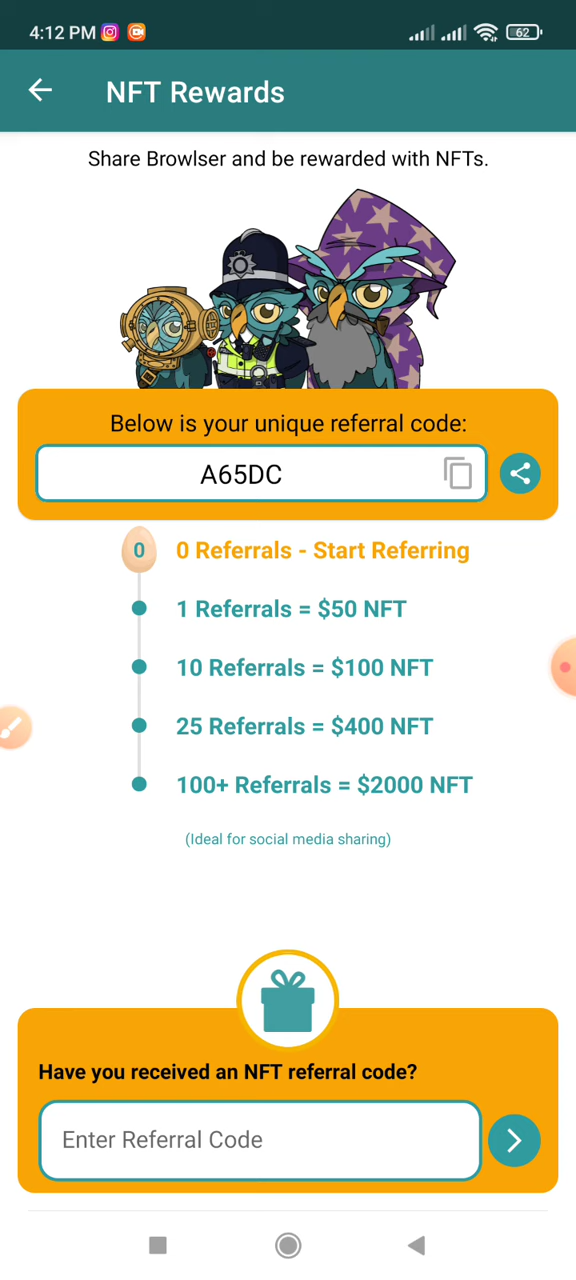 4:12 PM
62
NFT Rewards
Share Browlser and be rewarded with NFTs.
Below is your unique referral code:
A65DC
0
0 Referrals - Start Referring
1 Referrals = $50 NFT
10 Referrals = $100 NFT
25 Referrals = $400 NFT
100+ Referrals = $2000 NFT
(Ideal for social media sharing)
Have you received an NFT referral code?
Enter Referral Code